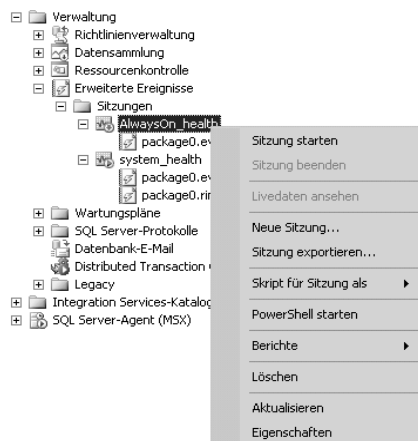 Verwaltung
Richtlinienverwaltung
Datensammlung
Ressourcenkontrolle
Erweiterte Ereignisse
Sitzungen
AlwaysOn_health
package0.ev
system_health
package0.ev
package0.rin
Wartungspläne
SQL Server-Protokolle
Datenbank-E-Mail
Distributed Transaction
Legacy
Integration Services-Katalog
SQL Server-Agent (MSX)
Sitzung starten
Sitzung beenden
Livedaten ansehen
Neue Sitzung...
Sitzung exportieren...
Skript für Sitzung als
PowerShell starten
Berichte
Löschen
Aktualisieren
Eigenschaften